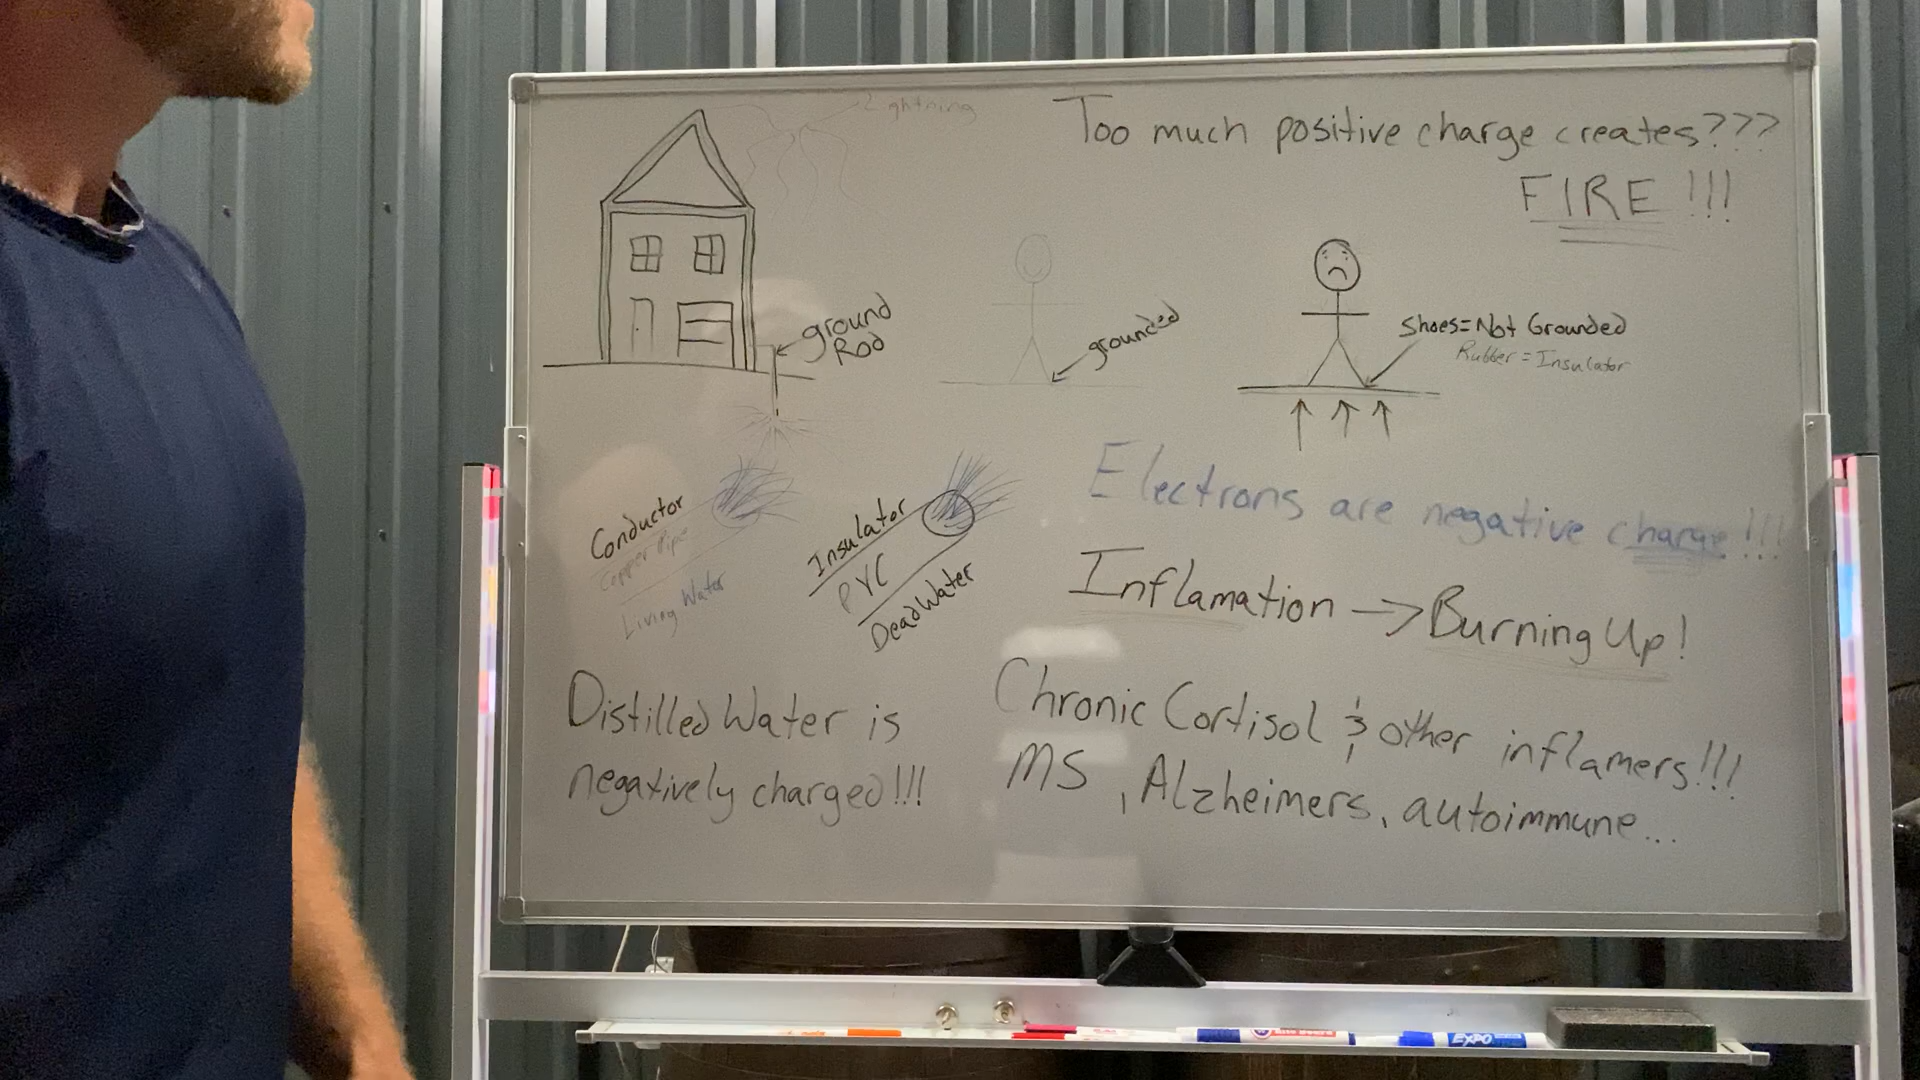 Lightning
Too much positive charge creates???
FIRE!!!
ground
Rod
grounded
Shoes=Not Grounded
Rubber = Insulator
Conductor
Copper Pipe
Living Water
Insulator
PVC
Dead Water
Electrons are negative charge!!!
Inflamation → Burning Up!
Distilled Water is
negatively charged!!!
Chronic Cortisol & other inflamers!!!
MS, Alzheimers, autoimmune...
EXPO